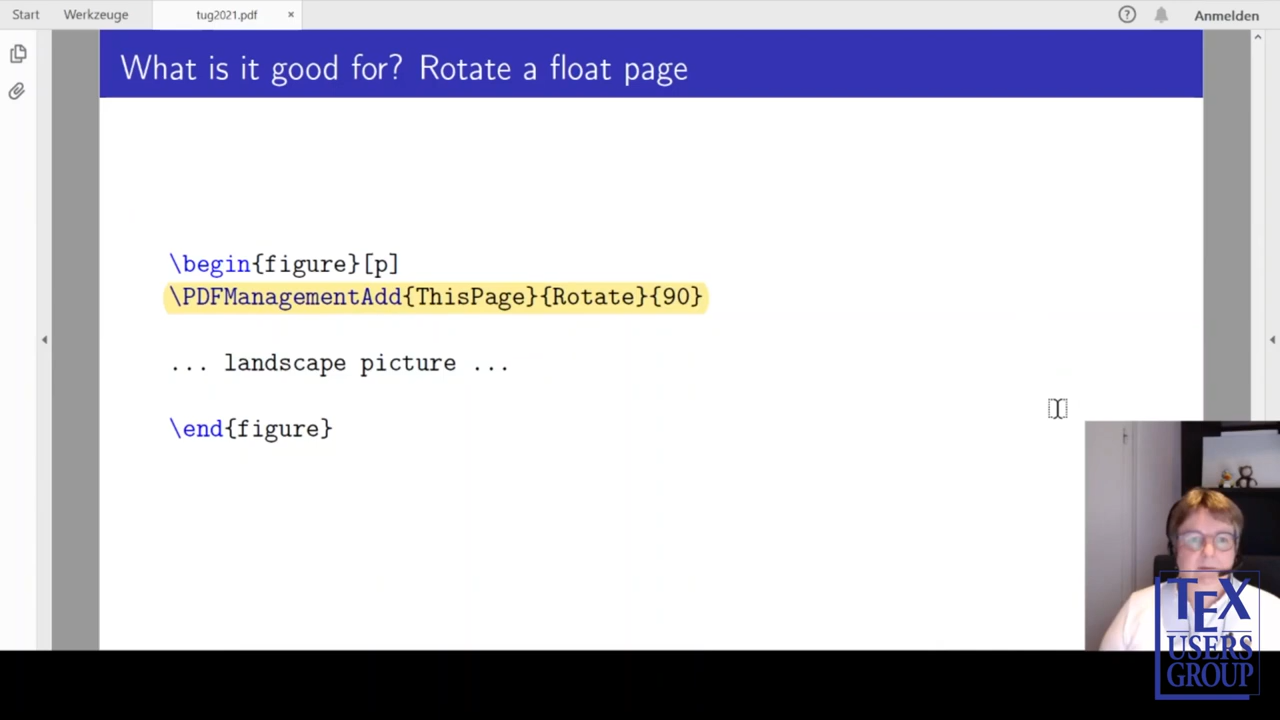 Start Werkzeuge tug2021.pdf × ? Anmelden
What is it good for? Rotate a float page
\begin{figure}[p]
\PDFManagementAdd{ThisPage}{Rotate}{90}
... landscape picture ...
\end{figure}
TEX
USERS
GROUP